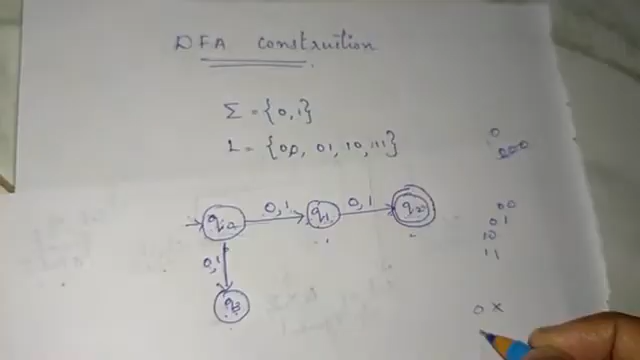 DFA construction
Σ = {0,1}
L = {00, 01, 10, 11}
0
000
0,1 0,1
q0 q1 q2
00
01
10
11
0,1
q3
0 x